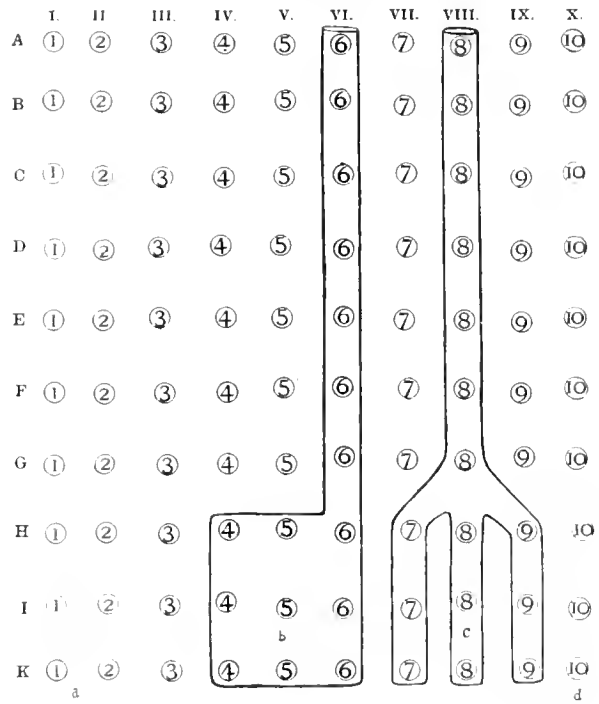 I. II III. IV. V. VI. VII. VIII. IX. X.
A 1 2 3 4 5 6 7 8 9 10
B 1 2 3 4 5 6 7 8 9 10
C 1 2 3 4 5 6 7 8 9 10
D 1 2 3 4 5 6 7 8 9 10
E 1 2 3 4 5 6 7 8 9 10
F 1 2 3 4 5 6 7 8 9 10
G 1 2 3 4 5 6 7 8 9 10
H 1 2 3 4 5 6 7 8 9 10
I 1 2 3 4 5 6 7 8 9 10
b c
K 1 2 3 4 5 6 7 8 9 10
a d